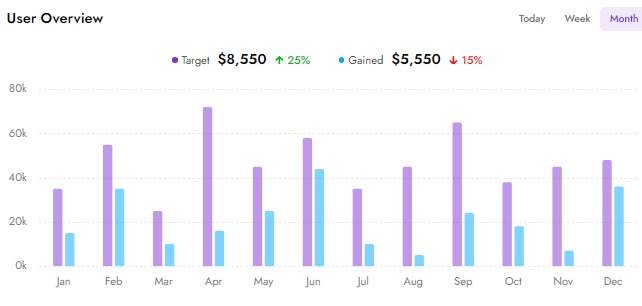 User Overview
Today Week Month
Target $8,550 ↑ 25% Gained $5,550 ↓ 15%
80k
60k
40k
20k
0k
Jan Feb Mar Apr May Jun Jul Aug Sep Oct Nov Dec